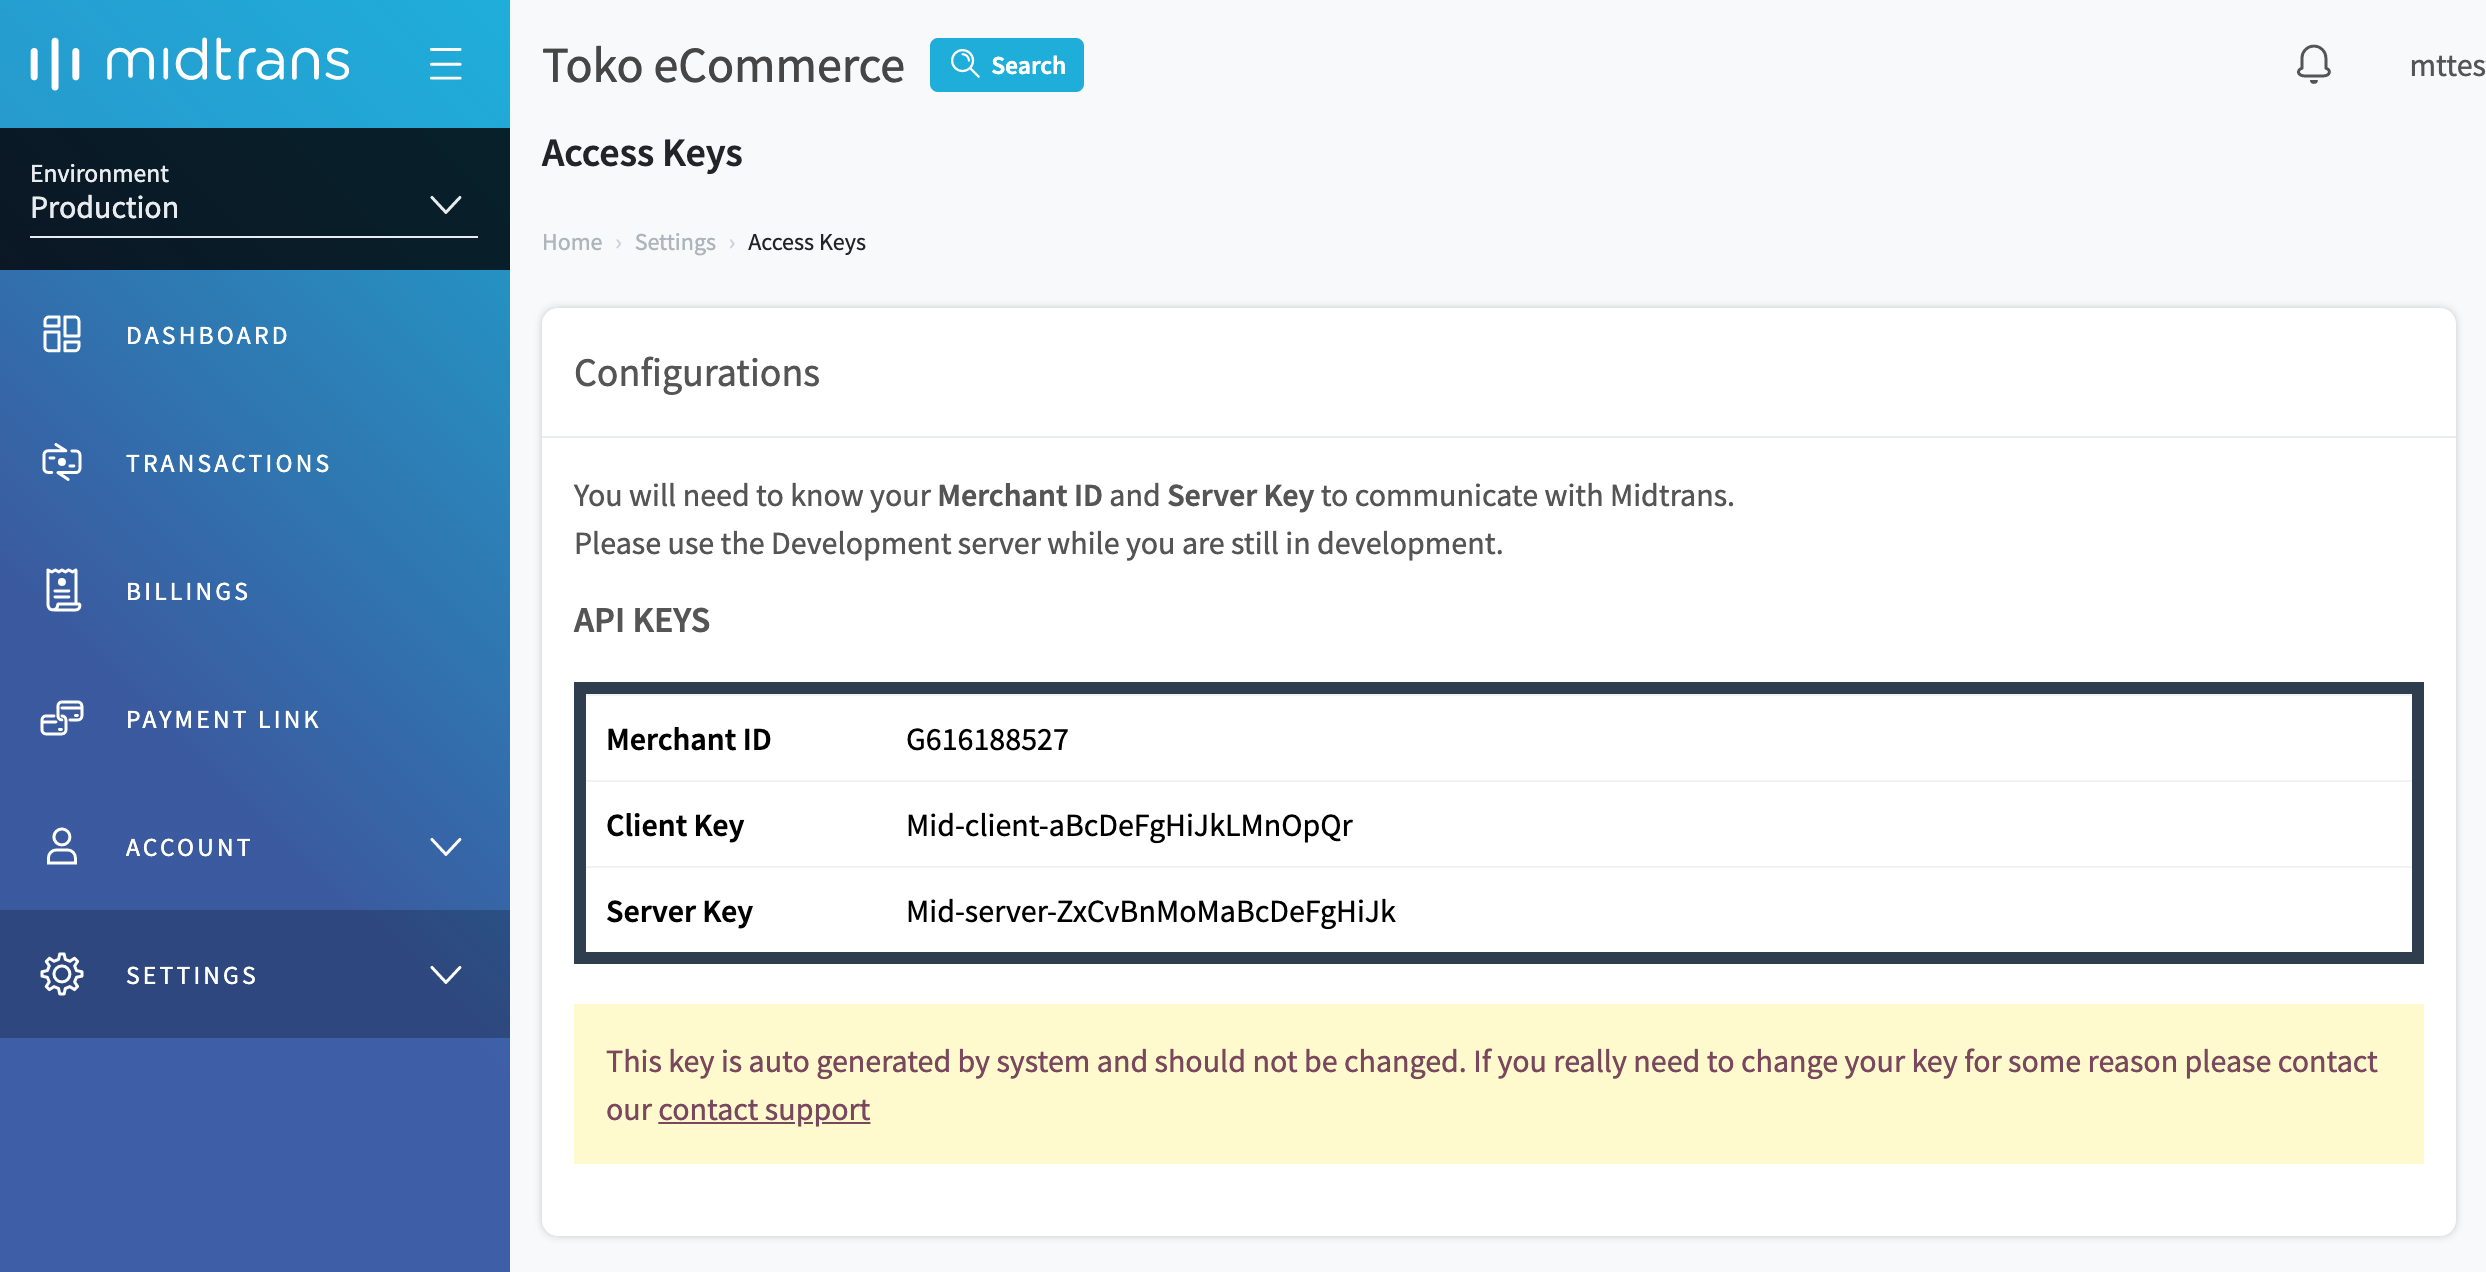 midtrans
Environment
Production
DASHBOARD
TRANSACTIONS
BILLINGS
PAYMENT LINK
ACCOUNT
SETTINGS
Toko eCommerce
Search
mttes
Access Keys
Home › Settings › Access Keys
Configurations
You will need to know your Merchant ID and Server Key to communicate with Midtrans.
Please use the Development server while you are still in development.
API KEYS
Merchant ID G616188527
Client Key Mid-client-aBcDeFgHiJkLMnOpQr
Server Key Mid-server-ZxCvBnMoMaBcDeFgHiJk
This key is auto generated by system and should not be changed. If you really need to change your key for some reason please contact
our contact support